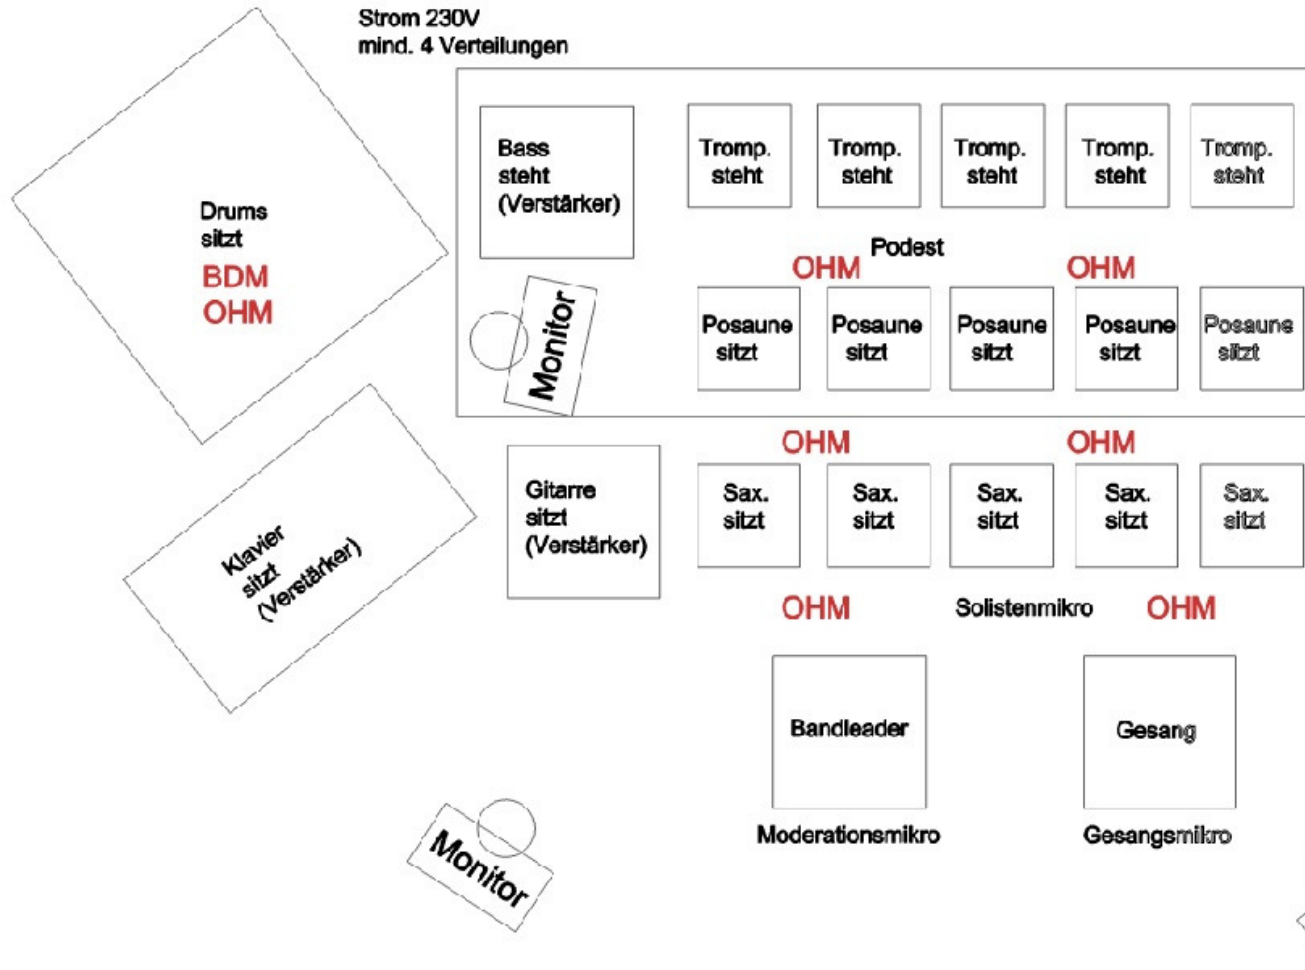 Strom 230V
mind. 4 Verteilungen
Drums
sitzt
BDM
OHM
Bass
steht
(Verstärker)
Tromp.
steht
Tromp.
steht
Tromp.
steht
Tromp.
steht
Tromp.
steht
Podest
OHM
OHM
Monitor
Posaune
sitzt
Posaune
sitzt
Posaune
sitzt
Posaune
sitzt
Posaune
sitzt
OHM
OHM
Klavier
sitzt
(Verstärker)
Gitarre
sitzt
(Verstärker)
Sax.
sitzt
Sax.
sitzt
Sax.
sitzt
Sax.
sitzt
Sax.
sitzt
OHM
Solistenmikro
OHM
Bandleader
Gesang
Moderationsmikro
Gesangsmikro
Monitor